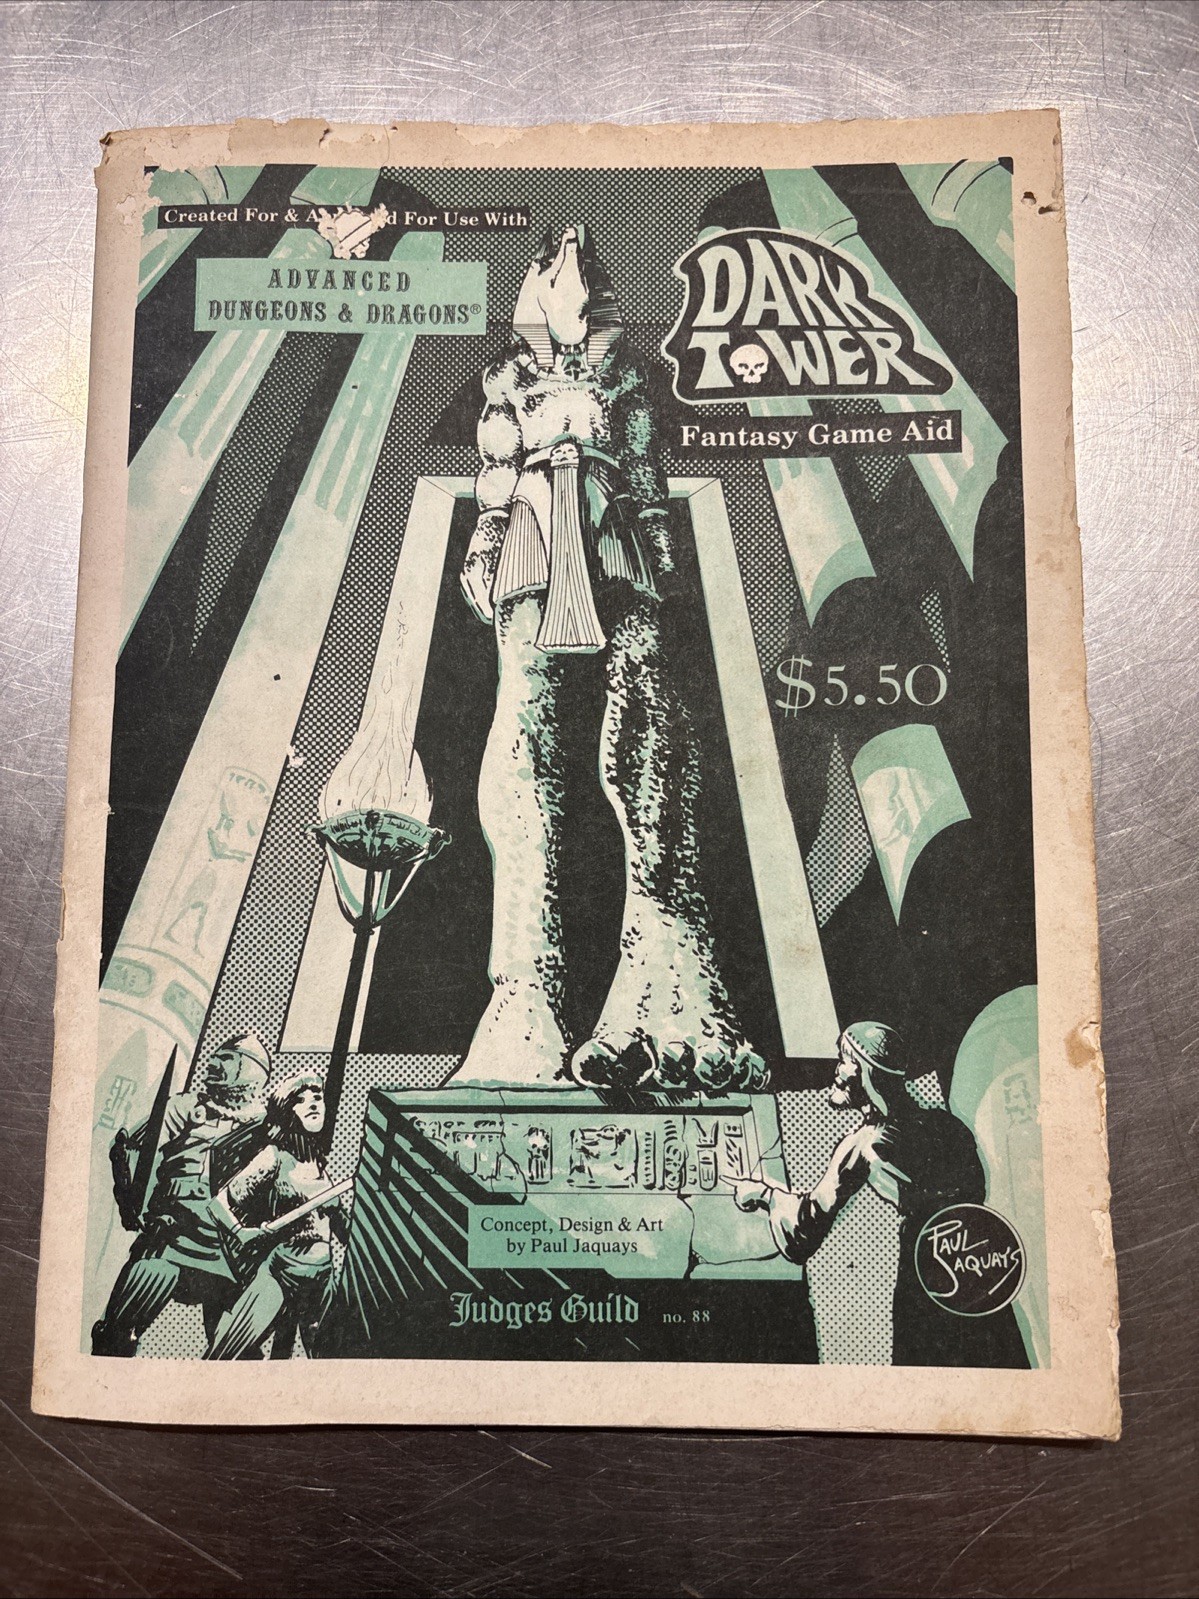 Created For & A d For Use With
ADVANCED
DUNGEONS & DRAGONS®
DARK
TOWER
Fantasy Game Aid
$5.50
Concept, Design & Art
by Paul Jaquays
Judges Guild no. 88
PAUL
JAQUAYS